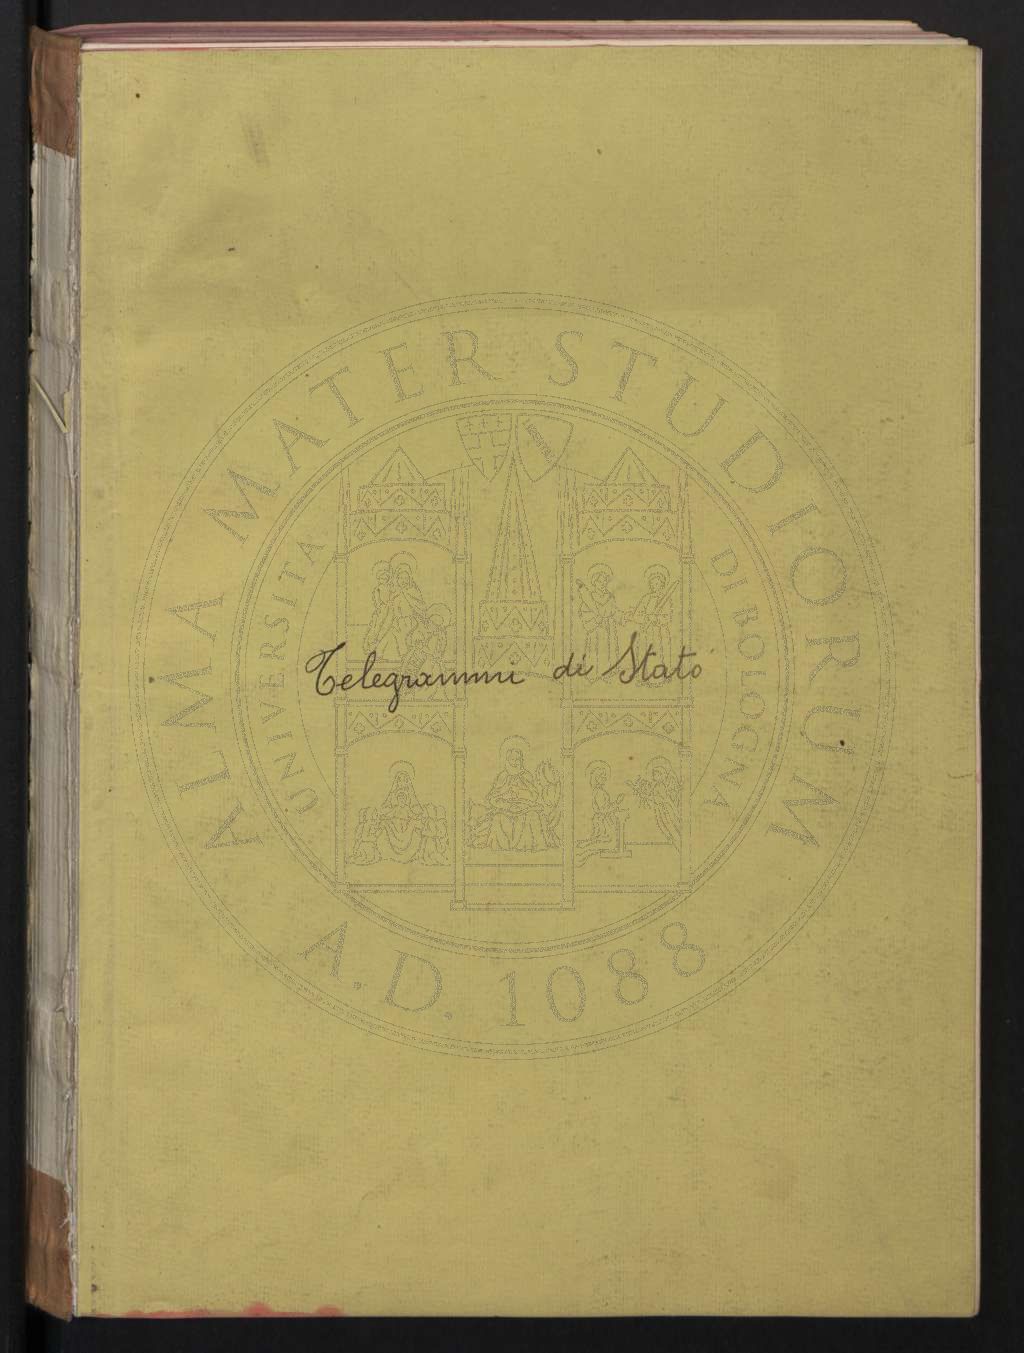 ALMA MATER STUDIORUM
UNIVERSITÀ DI BOLOGNA
Telegrammi di Stato
A.D. 1088